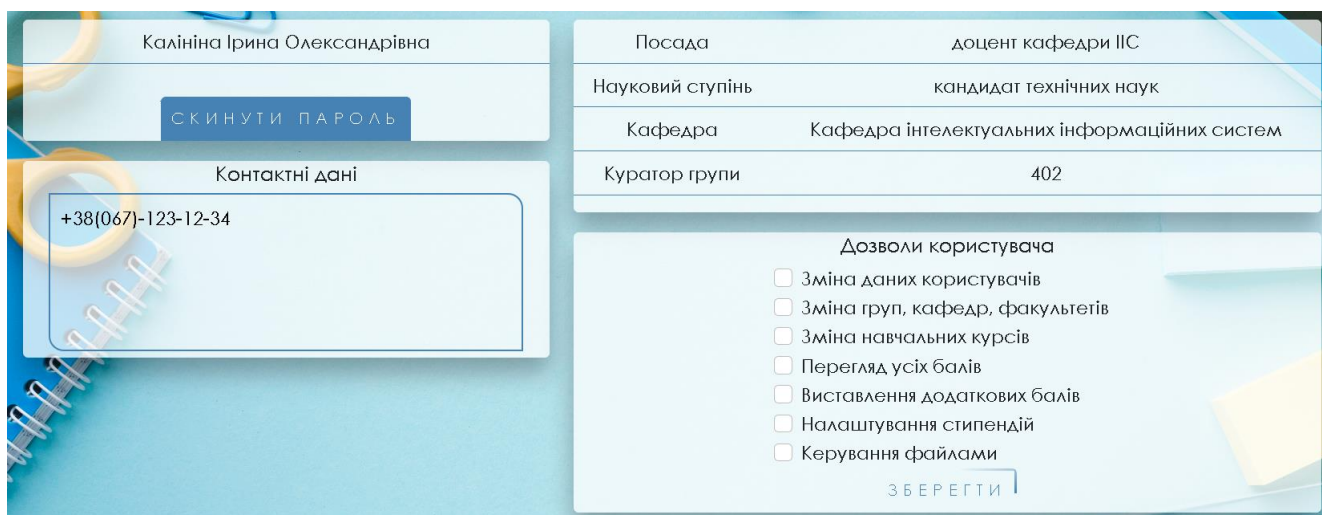 Калініна Ірина Олександрівна
СКИНУТИ ПАРОЛЬ
Контактні дані
+38(067)-123-12-34
Посада доцент кафедри ІІС
Науковий ступінь кандидат технічних наук
Кафедра Кафедра інтелектуальних інформаційних систем
Куратор групи 402
Дозволи користувача
Зміна даних користувачів
Зміна груп, кафедр, факультетів
Зміна навчальних курсів
Перегляд усіх балів
Виставлення додаткових балів
Налаштування стипендій
Керування файлами
ЗБЕРЕГТИ